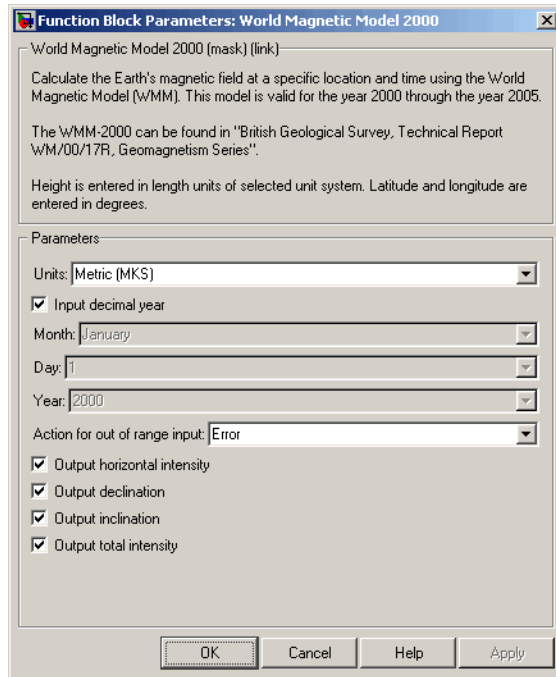 Function Block Parameters: World Magnetic Model 2000
World Magnetic Model 2000 (mask) (link)
Calculate the Earth's magnetic field at a specific location and time using the World
Magnetic Model (WMM). This model is valid for the year 2000 through the year 2005.
The WMM-2000 can be found in "British Geological Survey, Technical Report
WM/00/17R, Geomagnetism Series".
Height is entered in length units of selected unit system. Latitude and longitude are
entered in degrees.
Parameters
Units: Metric (MKS)
Input decimal year
Month: January
Day: 1
Year: 2000
Action for out of range input: Error
Output horizontal intensity
Output declination
Output inclination
Output total intensity
OK Cancel Help Apply